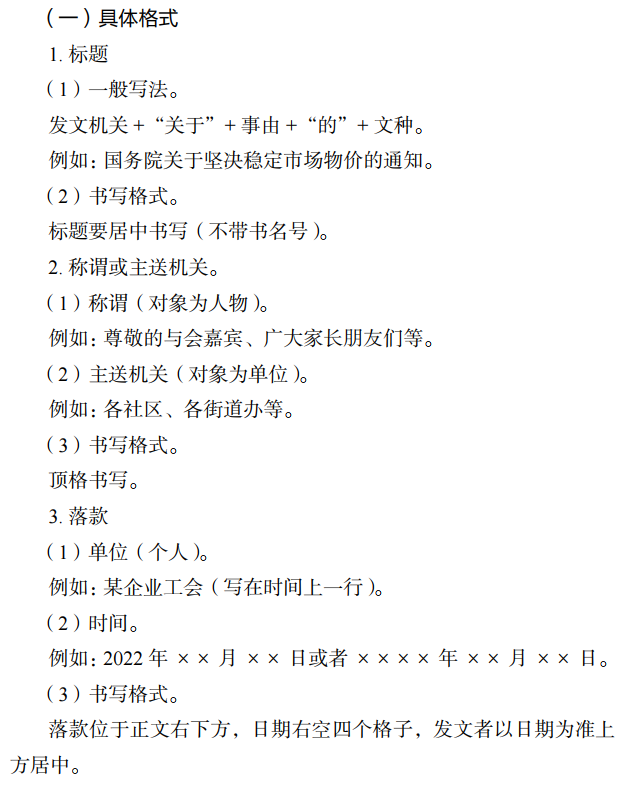 （一）具体格式
1. 标题
（1）一般写法。
发文机关 +“关于”+ 事由 +“的”+ 文种。
例如：国务院关于坚决稳定市场物价的通知。
（2）书写格式。
标题要居中书写（不带书名号）。
2. 称谓或主送机关。
（1）称谓（对象为人物）。
例如：尊敬的与会嘉宾、广大家长朋友们等。
（2）主送机关（对象为单位）。
例如：各社区、各街道办等。
（3）书写格式。
顶格书写。
3. 落款
（1）单位（个人）。
例如：某企业工会（写在时间上一行）。
（2）时间。
例如：2022 年 ×× 月 ×× 日或者 ×××× 年 ×× 月 ×× 日。
（3）书写格式。
落款位于正文右下方，日期右空四个格子，发文者以日期为准上
方居中。